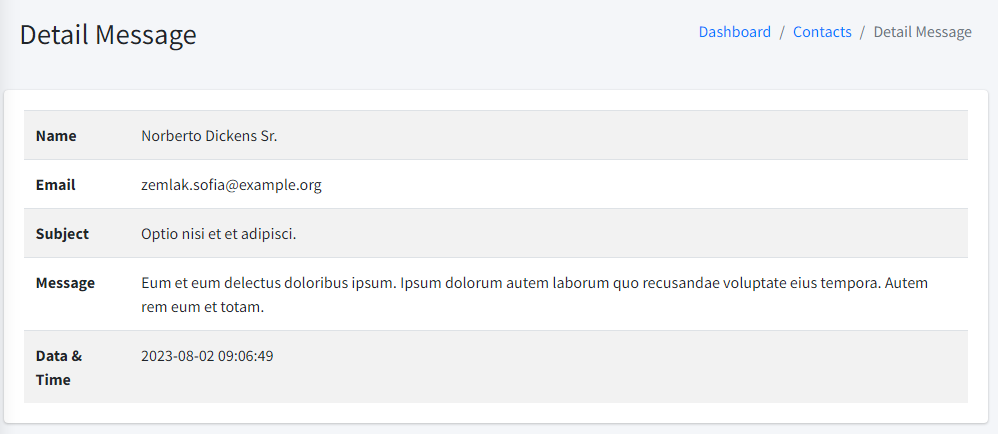 Detail Message
Dashboard / Contacts / Detail Message
Name Norberto Dickens Sr.
Email zemlak.sofia@example.org
Subject Optio nisi et et adipisci.
Message Eum et eum delectus doloribus ipsum. Ipsum dolorum autem laborum quo recusandae voluptate eius tempora. Autem
rem eum et totam.
Data & 2023-08-02 09:06:49
Time